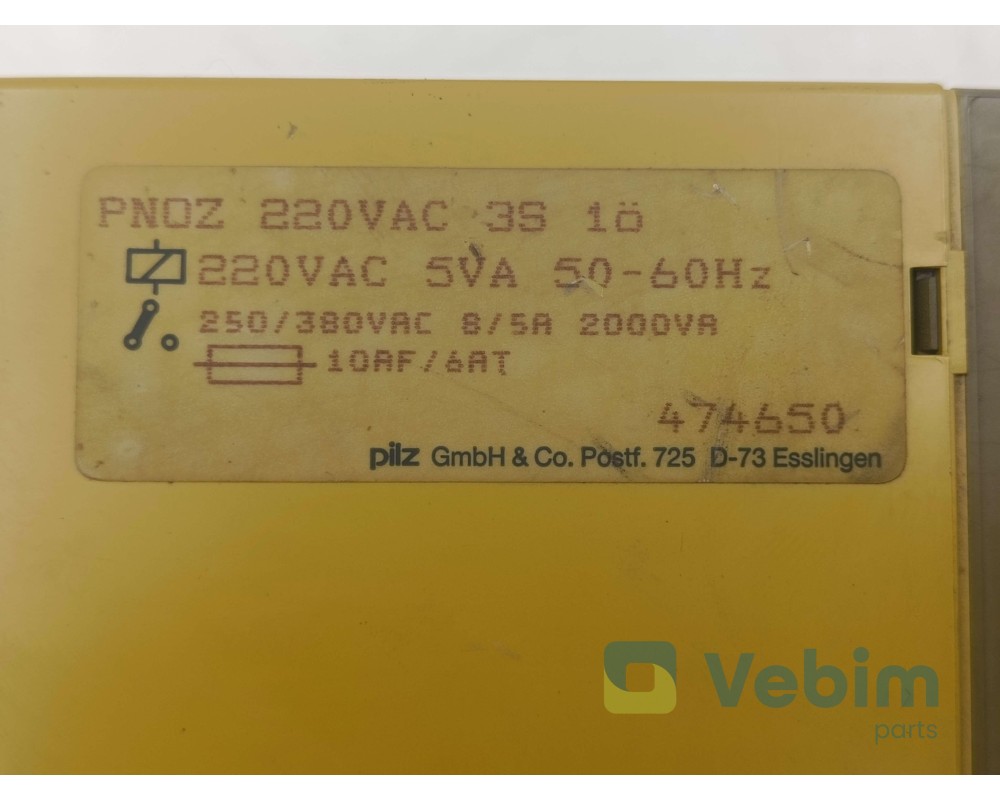 PNOZ 220VAC 3S 1ö
220VAC 5VA 50-60Hz
250/380VAC 8/5A 2000VA
10AF/6AT
474650
pilz GmbH & Co. Postf. 725 D-73 Esslingen
Vebim
parts